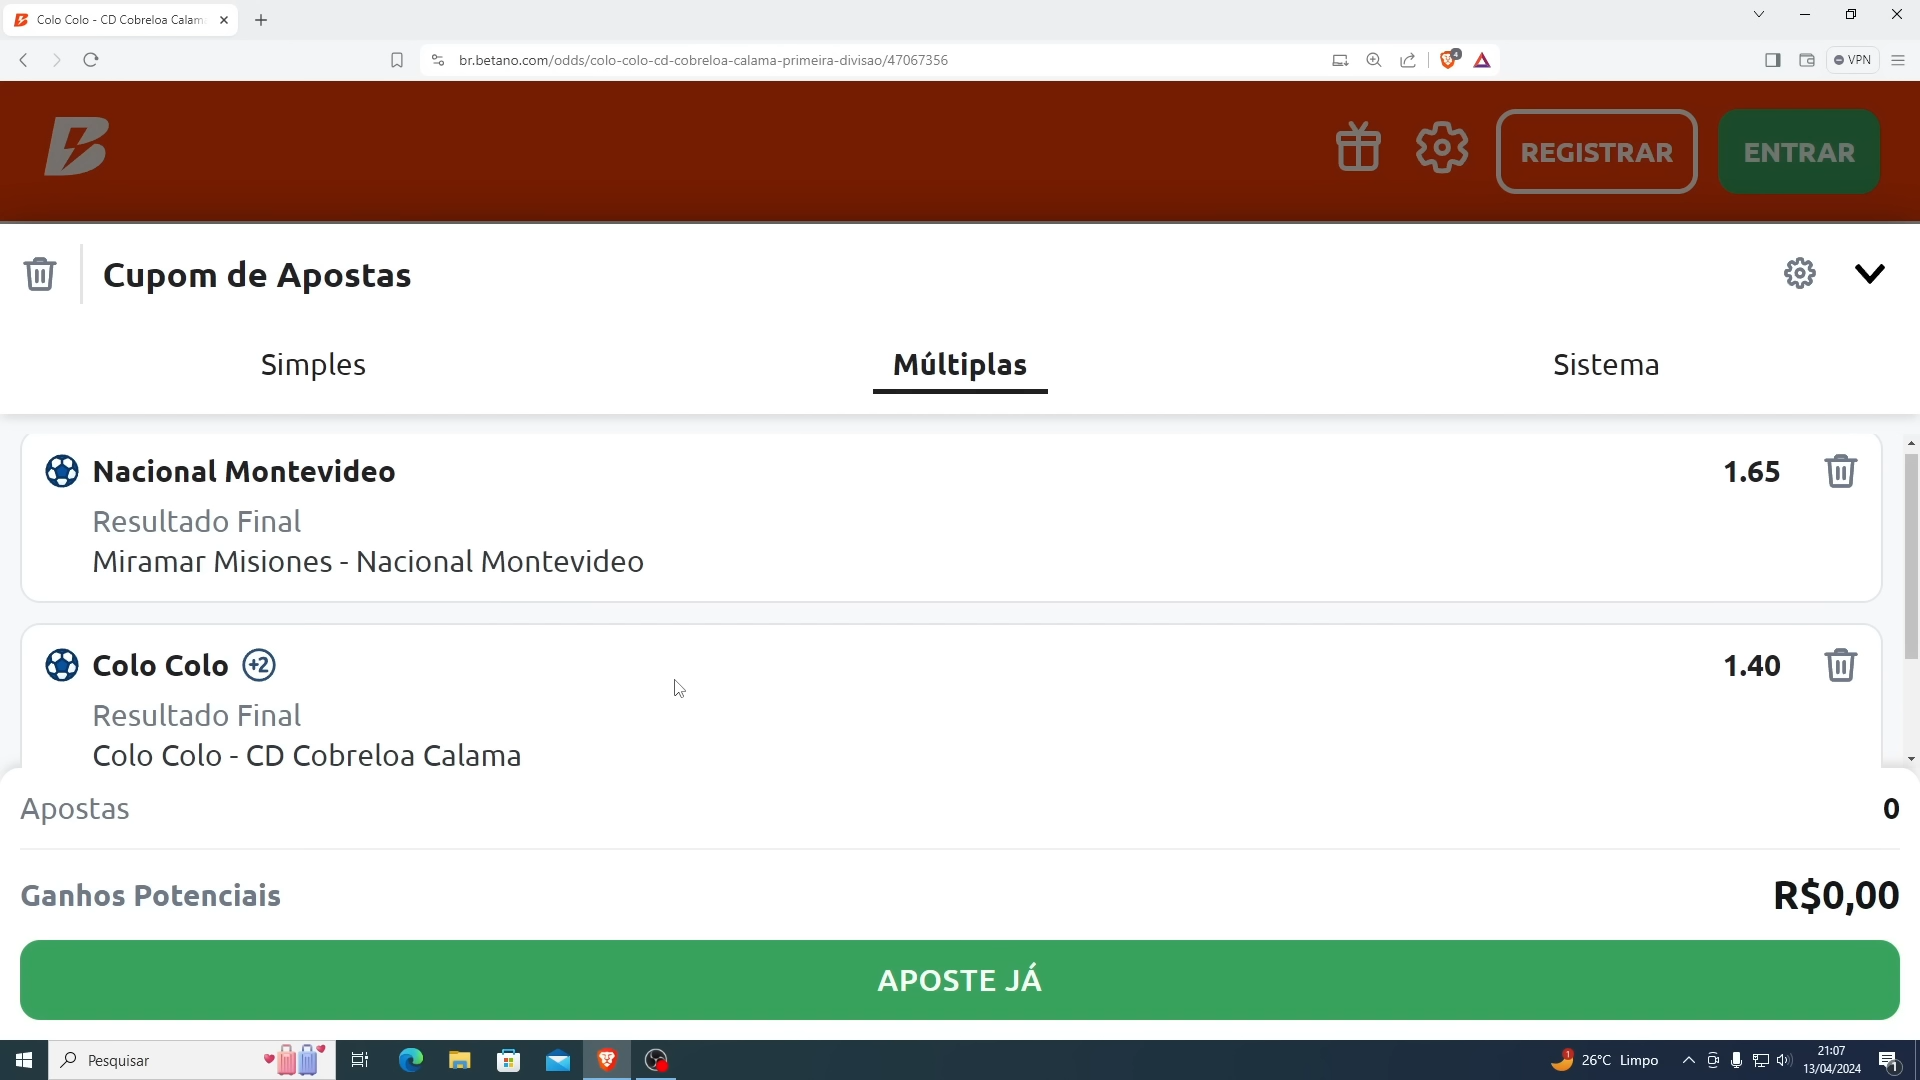 Colo Colo - CD Cobreloa Calam
br.betano.com/odds/colo-colo-cd-cobreloa-calama-primeira-divisao/47067356
4
VPN
REGISTRAR
ENTRAR
Cupom de Apostas
Simples
Múltiplas
Sistema
Nacional Montevideo
1.65
Resultado Final
Miramar Misiones - Nacional Montevideo
Colo Colo +2
1.40
Resultado Final
Colo Colo - CD Cobreloa Calama
Apostas
0
Ganhos Potenciais
R$0,00
APOSTE JÁ
Pesquisar
1
26°C Limpo
21:07
13/04/2024
1